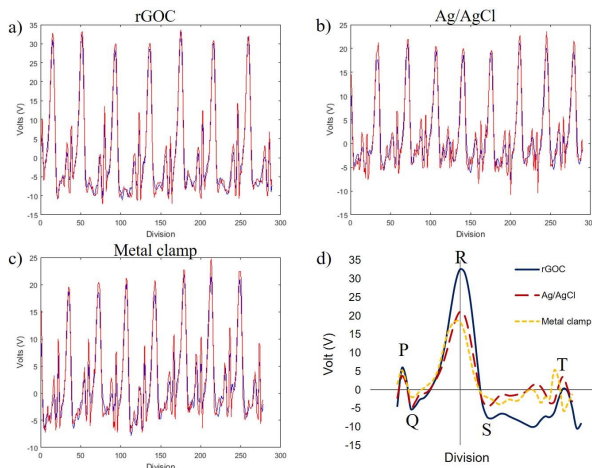 a)
rGOC
35
30
25
20
15
10
5
0
-5
-10
-15
Volts (V)
0 50 100 150 200 250 300
Division
b)
Ag/AgCl
25
20
15
10
5
0
-5
-10
-15
Volts (V)
0 50 100 150 200 250 300
Division
c)
Metal clamp
25
20
15
10
5
0
-5
-10
Volts (V)
0 50 100 150 200 250 300
Division
d)
R
35
30
25
20
15
10
5
0
-5
-10
-15
Volt (V)
rGOC
Ag/AgCl
Metal clamp
P
T
Q
S
Division